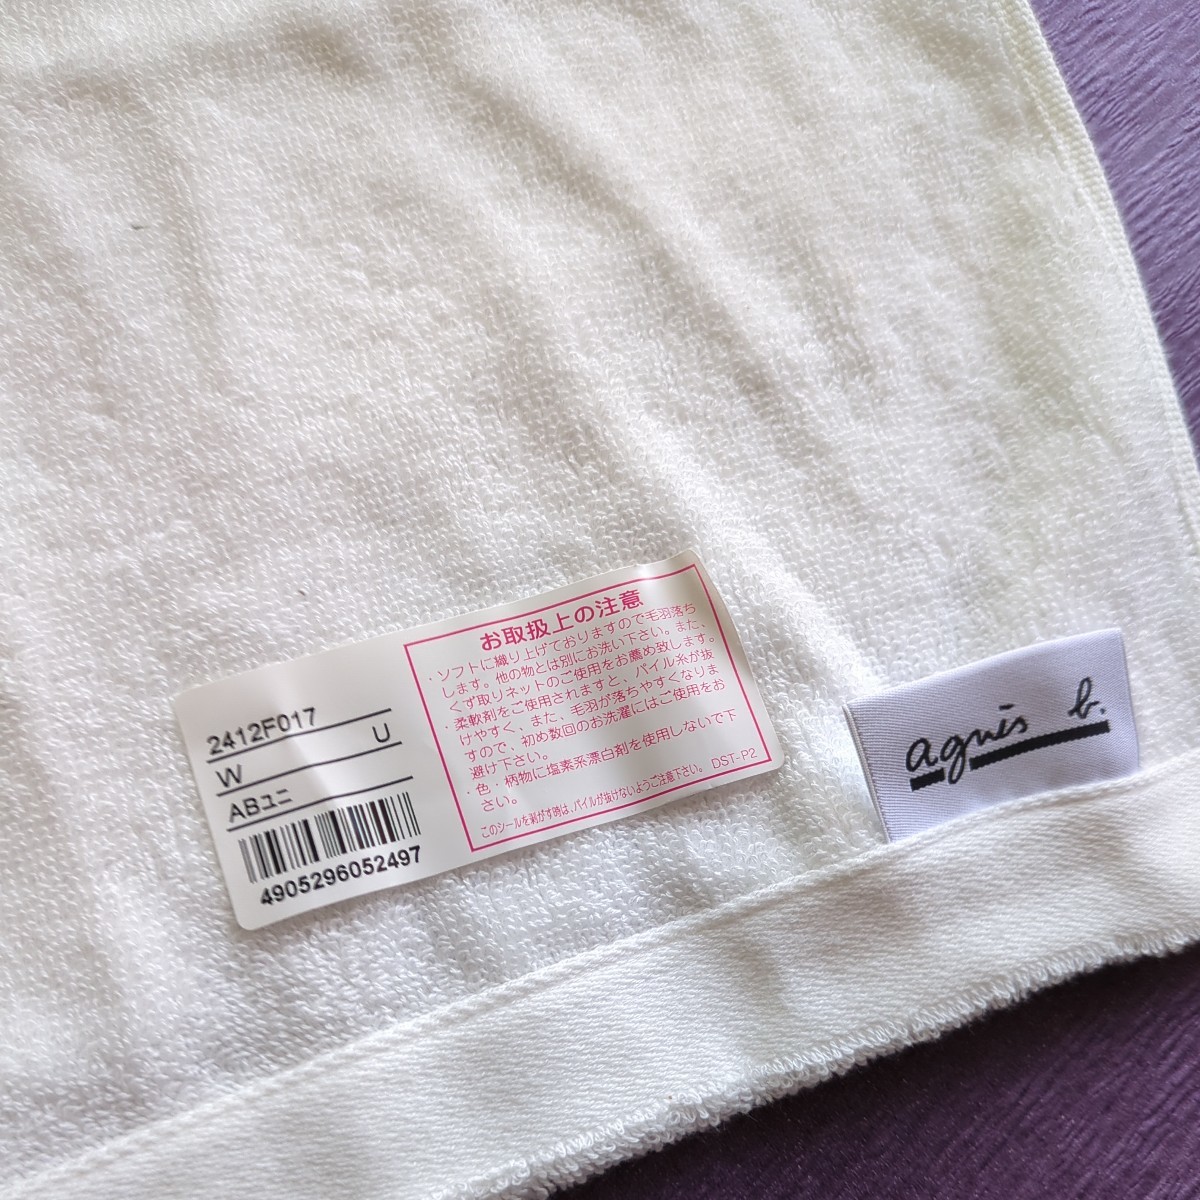 2412F017
W U
ABユニ
4905296052497
お取扱上の注意
・ソフトに織り上げておりますので毛羽落ち
します。他の物とは別にお洗い下さい。また、
くず取りネットのご使用をお薦め致します。
・柔軟剤をご使用されますと、パイル糸が抜
けやすく、また、毛羽が落ちやすくなりま
すので、初め数回のお洗濯にはご使用をお
避け下さい。
・色・柄物に塩素系漂白剤を使用しないで下
さい。
このシールを剥がす時は、パイルが抜けないようご注意下さい。 DST-P2
agnès b.